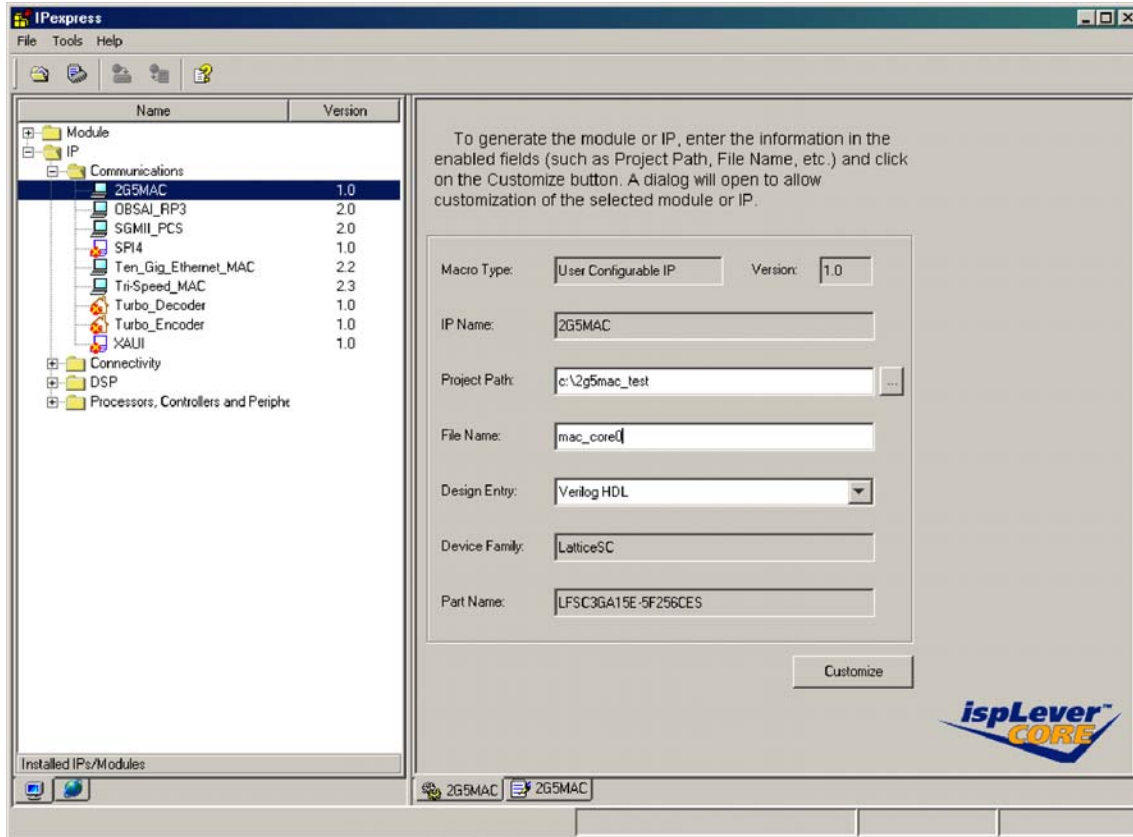 IPexpress
File Tools Help
Name Version
Module
IP
Communications
2G5MAC 1.0
OBSAI_RP3 2.0
SGMII_PCS 2.0
SPI4 1.0
Ten_Gig_Ethernet_MAC 2.2
Tri-Speed_MAC 2.3
Turbo_Decoder 1.0
Turbo_Encoder 1.0
XAUI 1.0
Connectivity
DSP
Processors, Controllers and Periphe
Installed IPs/Modules
To generate the module or IP, enter the information in the
enabled fields (such as Project Path, File Name, etc.) and click
on the Customize button. A dialog will open to allow
customization of the selected module or IP.
Macro Type: User Configurable IP Version: 1.0
IP Name: 2G5MAC
Project Path: c:\2g5mac_test ...
File Name: mac_core0
Design Entry: Verilog HDL
Device Family: LatticeSC
Part Name: LFSC3GA15E-5F256CES
Customize
ispLever™
CORE
2G5MAC 2G5MAC